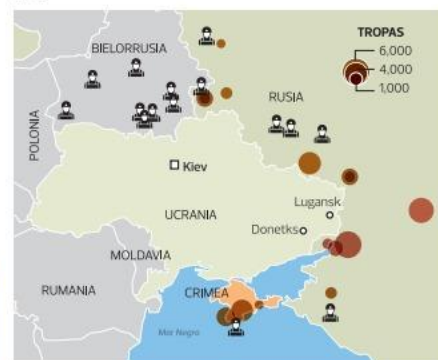 TROPAS
6,000
4,000
1,000
BIELORRUSIA
RUSIA
POLONIA
Kiev
Lugansk
UCRANIA
Donetks
MOLDAVIA
RUMANIA
CRIMEA
Mar Negro